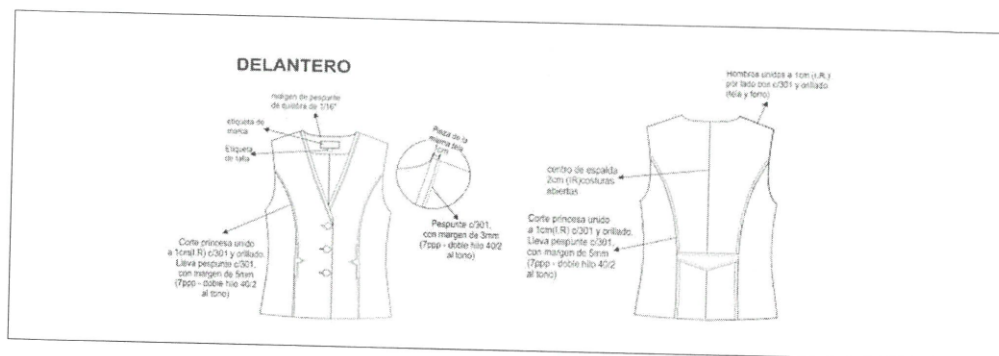 DELANTERO
margen de pespunte
de quiebre de 1/16"
etiqueta de
marca
Etiqueta
de talla
Pieza de la
misma tela
1cm
Pespunte c/301,
con margen de 3mm
(7ppp - doble hilo 40/2
al tono)
Corte princesa unido
a 1cm(I.R) c/301 y orillado.
Lleva pespunte c/301,
con margen de 5mm
(7ppp - doble hilo 40/2
al tono)
Hombros unidos a 1cm (I.R.)
por lado con c/301 y orillado
(tela y forro)
centro de espalda
2cm (IR)costuras
abiertas
Corte princesa unido
a 1cm(I.R) c/301 y orillado.
Lleva pespunte c/301,
con margen de 5mm
(7ppp - doble hilo 40/2
al tono)